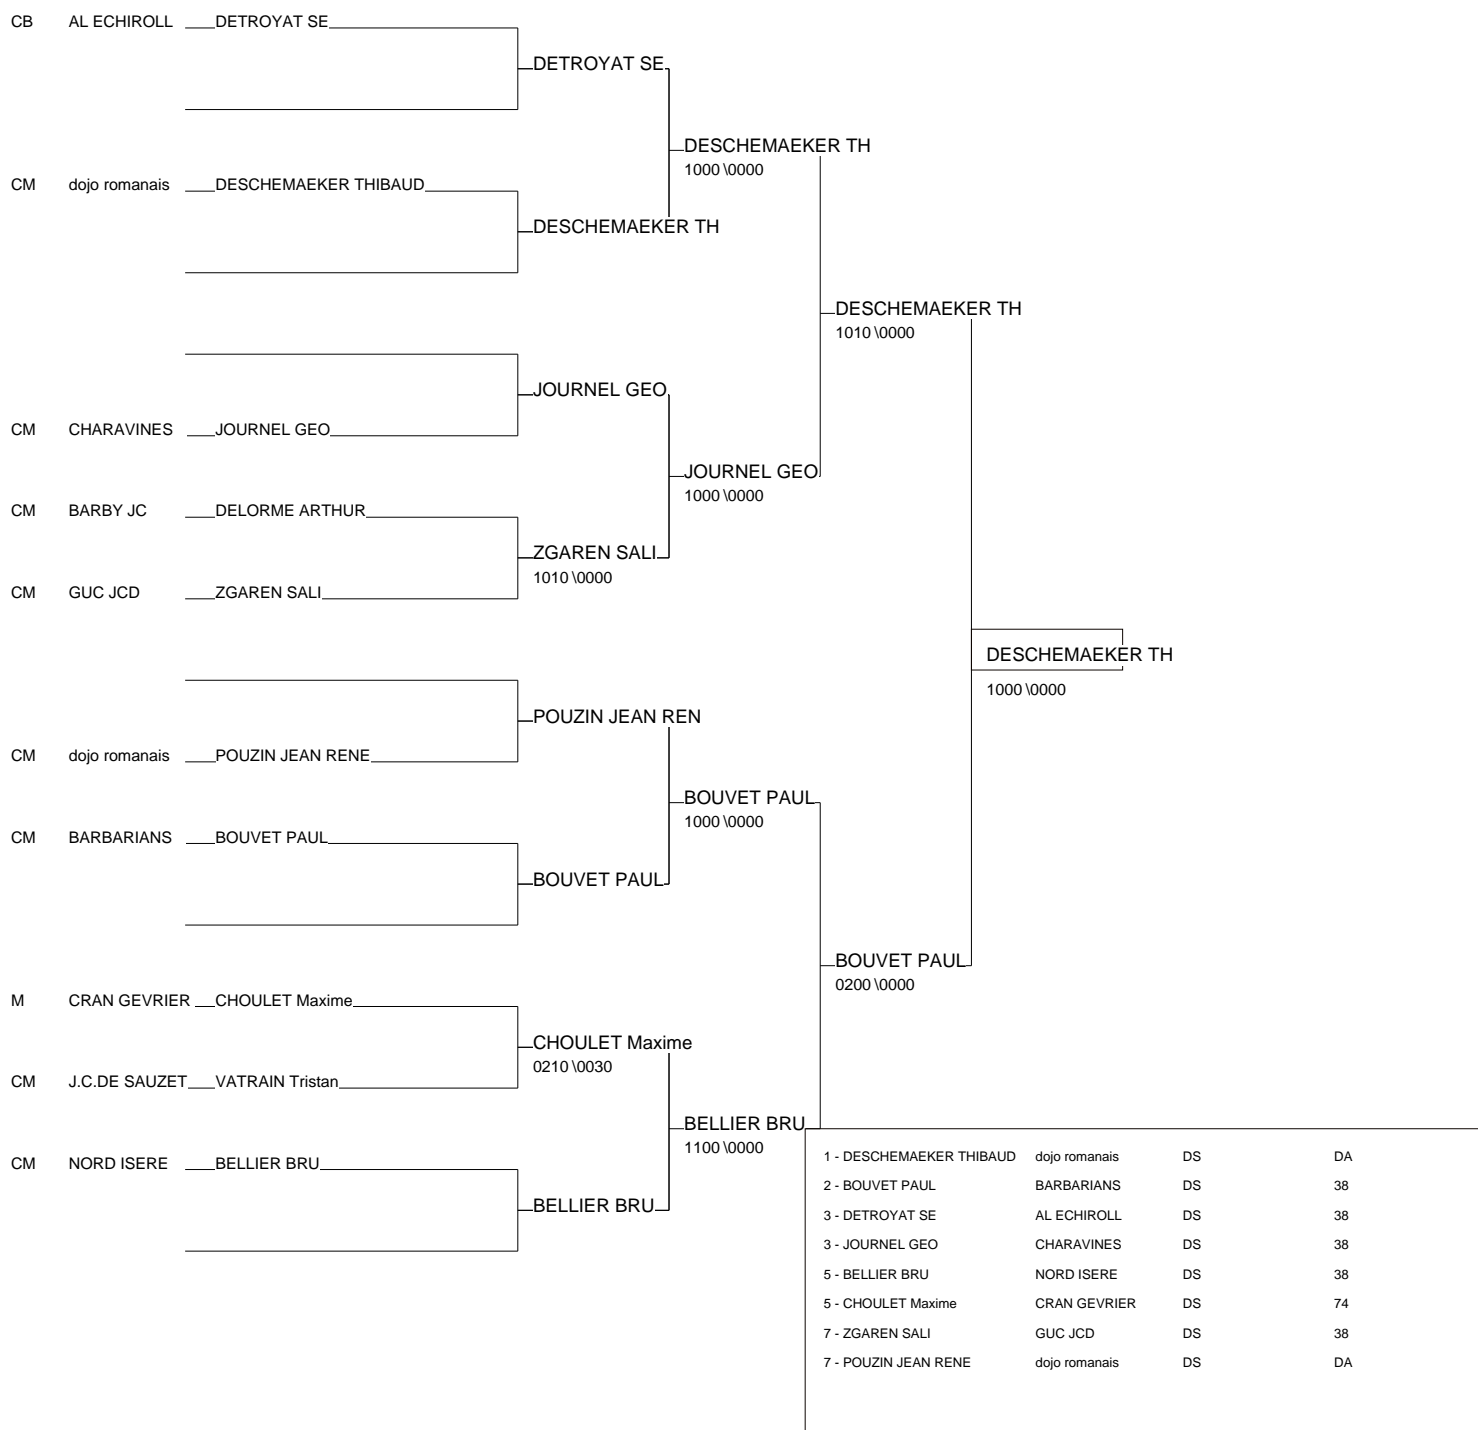 CB AL ECHIROLL DETROYAT SE
DETROYAT SE
DESCHEMAEKER TH
1000 \0000
CM dojo romanais DESCHEMAEKER THIBAUD
DESCHEMAEKER TH
DESCHEMAEKER TH
1010 \0000
JOURNEL GEO
CM CHARAVINES JOURNEL GEO
JOURNEL GEO
1000 \0000
CM BARBY JC DELORME ARTHUR
ZGAREN SALI
1010 \0000
CM GUC JCD ZGAREN SALI
DESCHEMAEKER TH
1000 \0000
POUZIN JEAN REN
CM dojo romanais POUZIN JEAN RENE
BOUVET PAUL
1000 \0000
CM BARBARIANS BOUVET PAUL
BOUVET PAUL
BOUVET PAUL
0200 \0000
M CRAN GEVRIER CHOULET Maxime
CHOULET Maxime
0210 \0030
CM J.C.DE SAUZET VATRAIN Tristan
BELLIER BRU
1100 \0000
CM NORD ISERE BELLIER BRU
BELLIER BRU
1 - DESCHEMAEKER THIBAUD dojo romanais DS DA
2 - BOUVET PAUL BARBARIANS DS 38
3 - DETROYAT SE AL ECHIROLL DS 38
3 - JOURNEL GEO CHARAVINES DS 38
5 - BELLIER BRU NORD ISERE DS 38
5 - CHOULET Maxime CRAN GEVRIER DS 74
7 - ZGAREN SALI GUC JCD DS 38
7 - POUZIN JEAN RENE dojo romanais DS DA